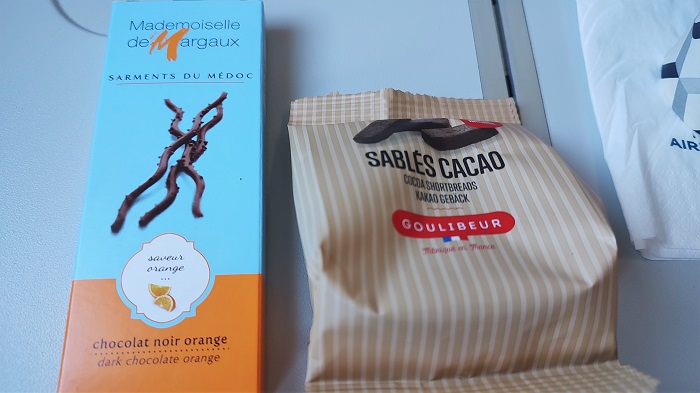 Mademoiselle
de Margaux
SARMENTS DU MÉDOC
saveur
orange
chocolat noir orange
dark chocolate orange
SABLÉS CACAO
COCOA SHORTBREADS
KAKAO GEBÄCK
GOULIBEUR
Fabriqué en France
AIR